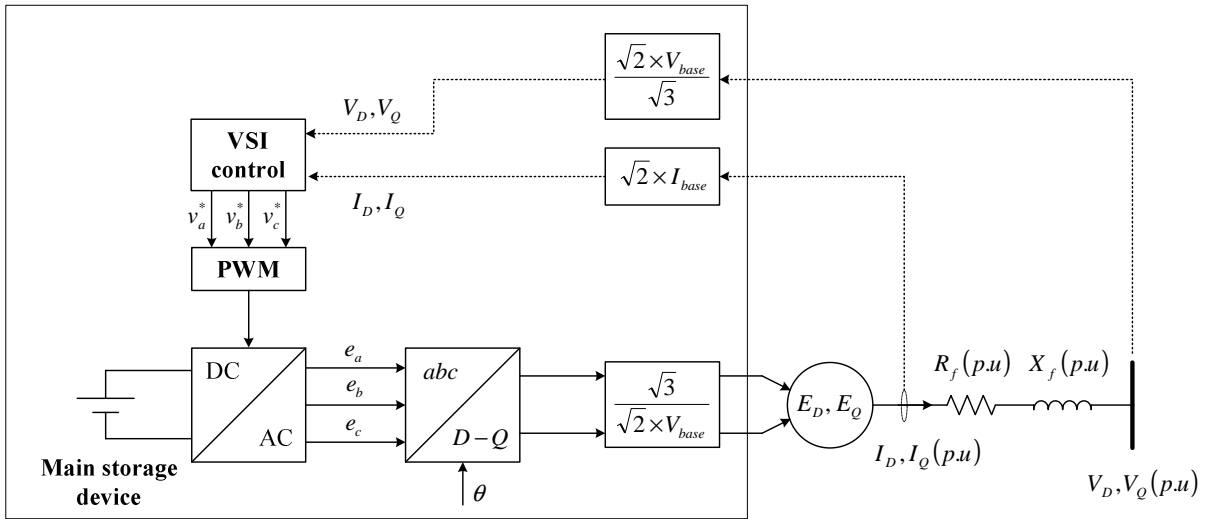 √2 × V_base
√3
V_D, V_Q
VSI
control
√2 × I_base
I_D, I_Q
v_a^* v_b^* v_c^*
PWM
DC
AC
e_a
e_b
e_c
abc
D − Q
θ
√3
√2 × V_base
E_D, E_Q
R_f (p.u) X_f (p.u)
I_D, I_Q (p.u)
V_D, V_Q (p.u)
Main storage
device